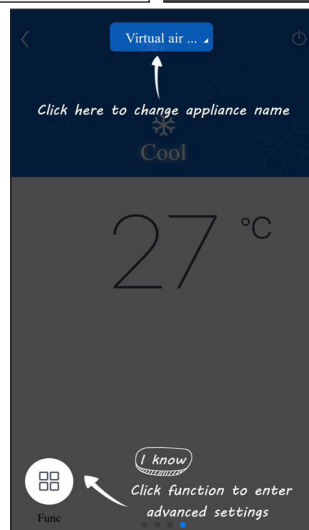 Virtual air ...
Click here to change appliance name
Cool
27 °C
I know
Click function to enter
advanced settings
Func